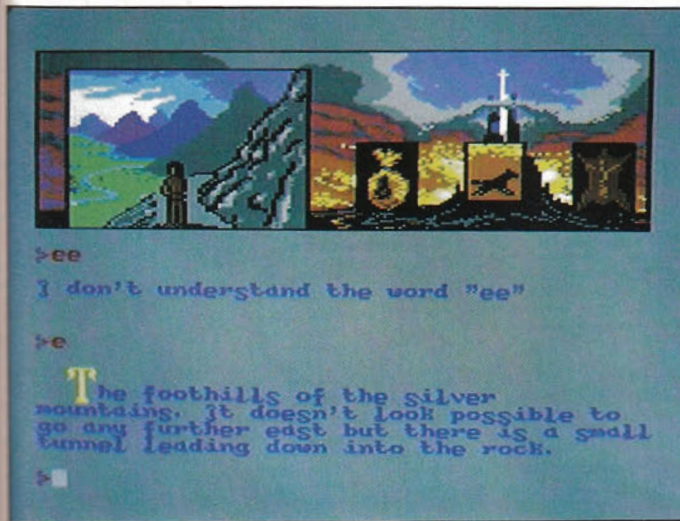 >ee
I don't understand the word "ee"
>e
The foothills of the silver
mountains. It doesn't look possible to
go any further east but there is a small
tunnel leading down into the rock.
>